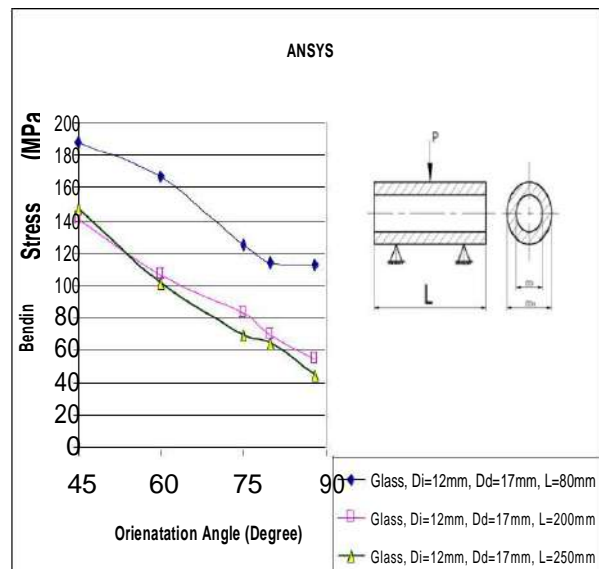 ANSYS
Bendin Stress (MPa
200
180
160
140
120
100
80
60
40
20
0
45 60 75 90
Orienatation Angle (Degree)
P
L
Glass, Di=12mm, Dd=17mm, L=80mm
Glass, Di=12mm, Dd=17mm, L=200mm
Glass, Di=12mm, Dd=17mm, L=250mm